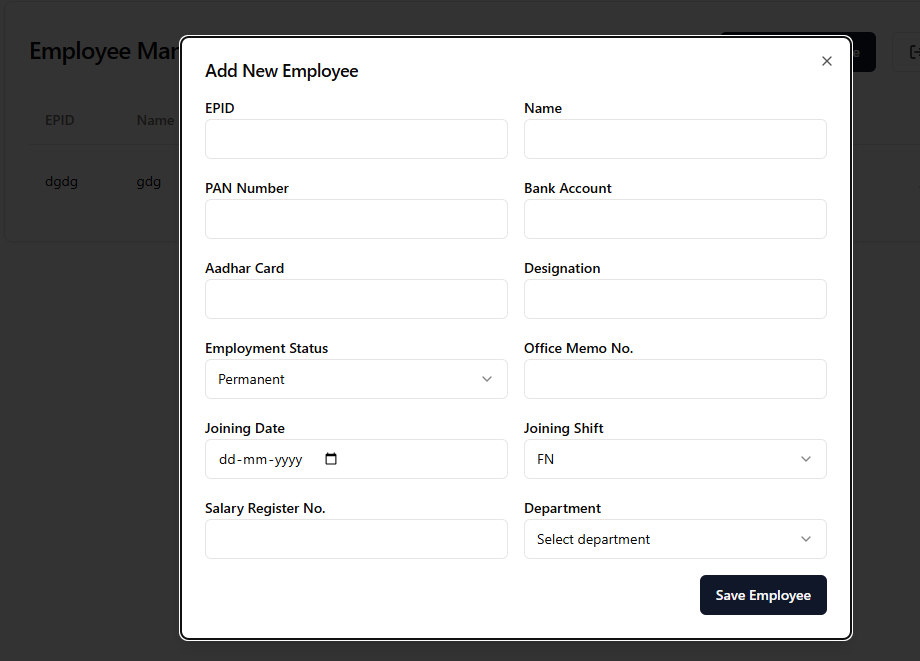 Employee Mar
Add New Employee
EPID
Name
EPID
Name
dgdg
gdg
PAN Number
Bank Account
Aadhar Card
Designation
Employment Status
Office Memo No.
Permanent
Joining Date
Joining Shift
dd-mm-yyyy
FN
Salary Register No.
Department
Select department
Save Employee